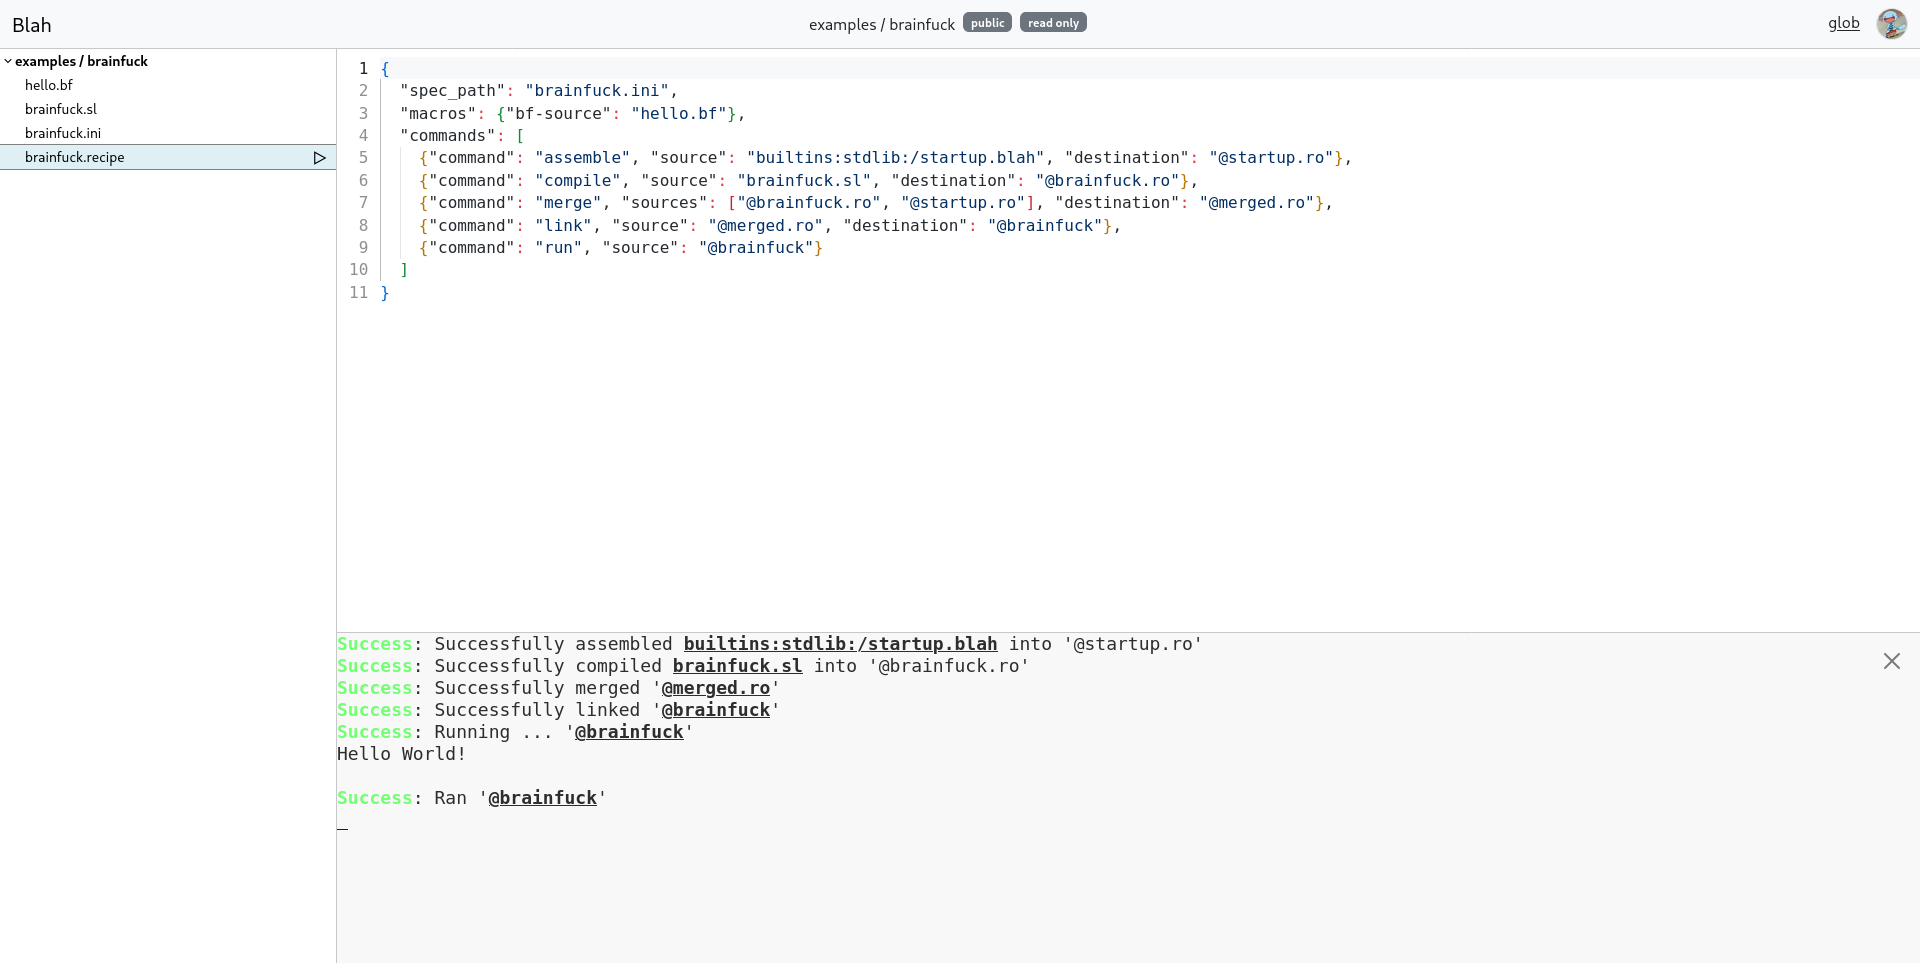 Blah
examples / brainfuck public read only
glob
examples / brainfuck
hello.bf
brainfuck.sl
brainfuck.ini
brainfuck.recipe
1 {
2   "spec_path": "brainfuck.ini",
3   "macros": {"bf-source": "hello.bf"},
4   "commands": [
5     {"command": "assemble", "source": "builtins:stdlib:/startup.blah", "destination": "@startup.ro"},
6     {"command": "compile", "source": "brainfuck.sl", "destination": "@brainfuck.ro"},
7     {"command": "merge", "sources": ["@brainfuck.ro", "@startup.ro"], "destination": "@merged.ro"},
8     {"command": "link", "source": "@merged.ro", "destination": "@brainfuck"},
9     {"command": "run", "source": "@brainfuck"}
10   ]
11 }
Success: Successfully assembled builtins:stdlib:/startup.blah into '@startup.ro'
Success: Successfully compiled brainfuck.sl into '@brainfuck.ro'
Success: Successfully merged '@merged.ro'
Success: Successfully linked '@brainfuck'
Success: Running ... '@brainfuck'
Hello World!
Success: Ran '@brainfuck'
_